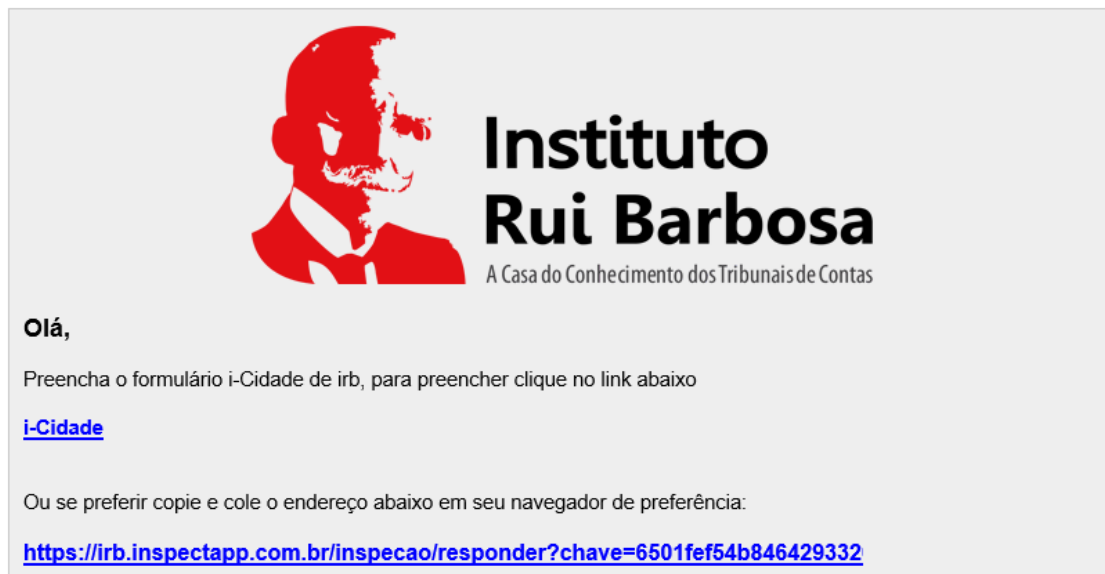 Instituto
Rui Barbosa
A Casa do Conhecimento dos Tribunais de Contas
Olá,
Preencha o formulário i-Cidade de irb, para preencher clique no link abaixo
i-Cidade
Ou se preferir copie e cole o endereço abaixo em seu navegador de preferência:
https://irb.inspectapp.com.br/inspecao/responder?chave=6501fef54b846429332